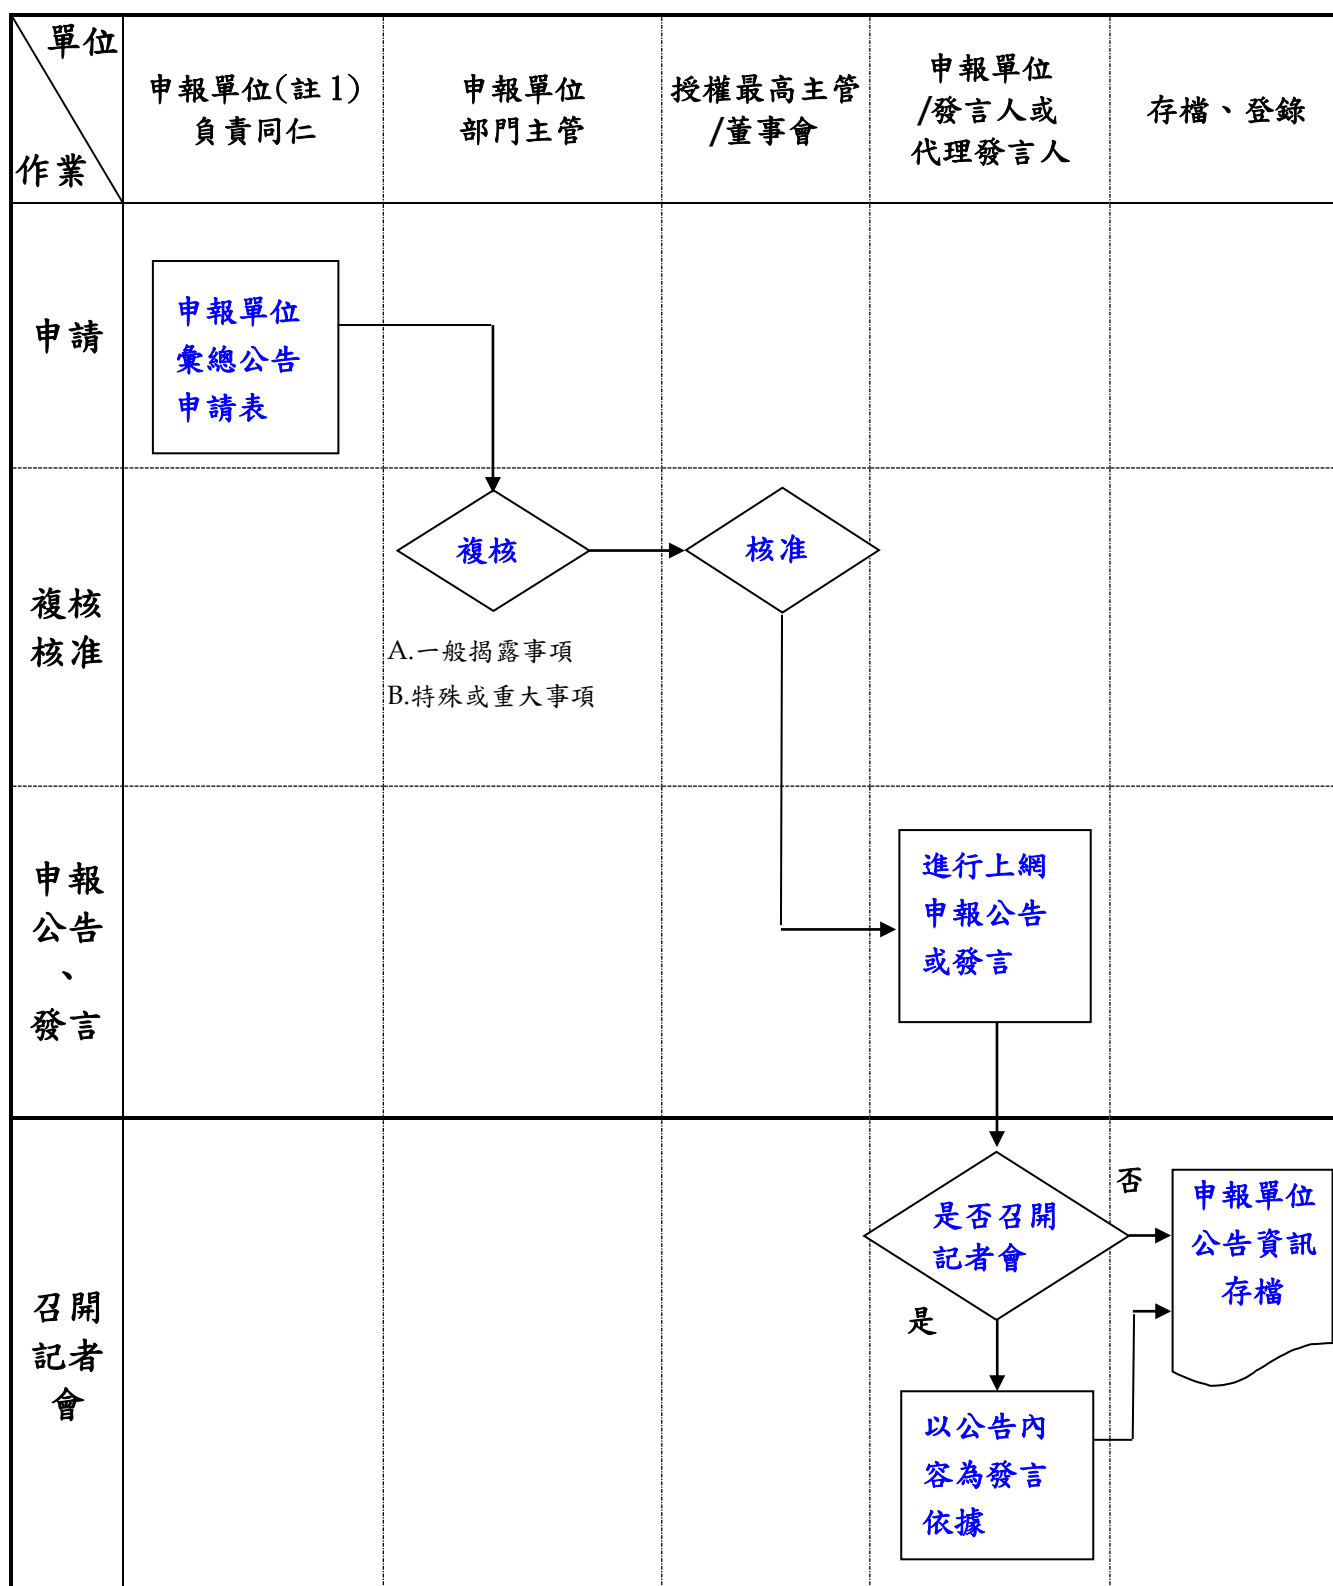 單位
作業
申報單位(註1)
負責同仁
申報單位
部門主管
授權最高主管
/董事會
申報單位
/發言人或
代理發言人
存檔、登錄
申請
申報單位
彙總公告
申請表
複核
核准
複核
核准
A.一般揭露事項
B.特殊或重大事項
申報
公告
、
發言
進行上網
申報公告
或發言
召開
記者
會
是否召開
記者會
否
是
申報單位
公告資訊
存檔
以公告內
容為發言
依據